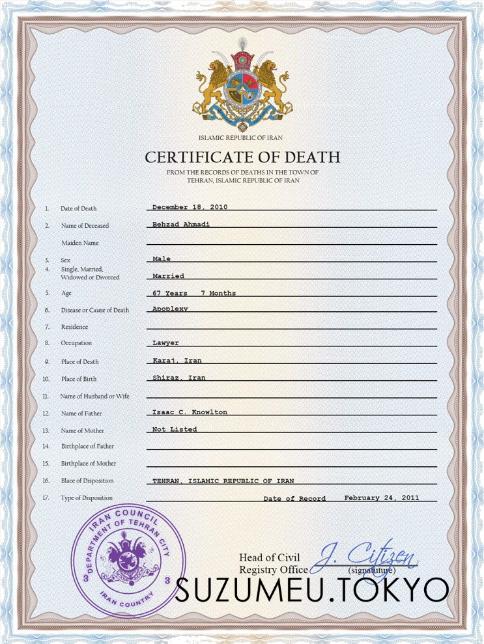 ISLAMIC REPUBLIC OF IRAN
CERTIFICATE OF DEATH
FROM THE RECORDS OF DEATHS IN THE TOWN OF
TEHRAN, ISLAMIC REPUBLIC OF IRAN
1. Date of Death December 18, 2010
2. Name of Deceased Behzad Ahmadi
Maiden Name
3. Sex Male
4. Single, Married,
Widowed or Divorced Married
5. Age 67 Years 7 Months
6. Disease or Cause of Death Apoplexy
7. Residence
8. Occupation Lawyer
9. Place of Death Karaj, Iran
10. Place of Birth Shiraz, Iran
11. Name of Husband or Wife
12. Name of Father Isaac C. Knowlton
13. Name of Mother Not Listed
14. Birthplace of Father
15. Birthplace of Mother
16. Place of Disposition TEHRAN, ISLAMIC REPUBLIC OF IRAN
17. Type of Disposition Date of Record February 24, 2011
IRAN COUNCIL
DEPARTMENT OF TEHRAN CITY
3 3
IRAN COUNTRY
Head of Civil
Registry Office J. Citizen
(signatture)
SUZUMEU.TOKYO